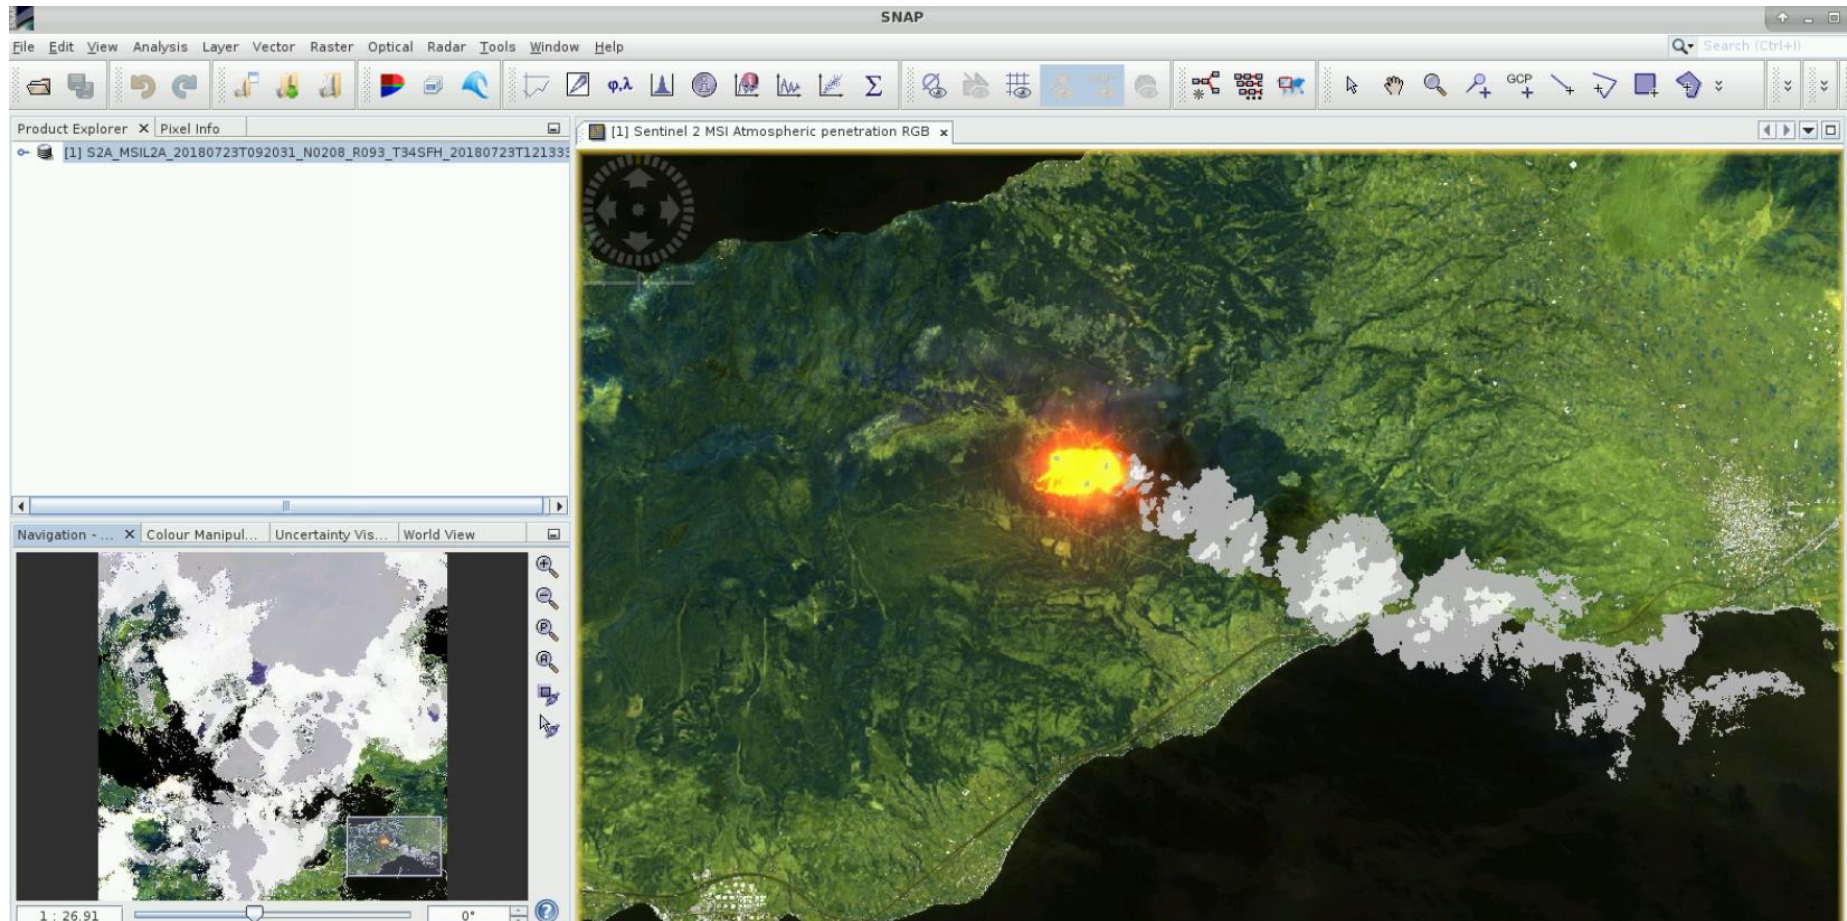 SNAP
File Edit View Analysis Layer Vector Raster Optical Radar Tools Window Help
Search (Ctrl+I)
φ,λ Σ GCP
Product Explorer X Pixel Info
[1] Sentinel 2 MSI Atmospheric penetration RGB x
[1] S2A_MSIL2A_20180723T092031_N0208_R093_T34SFH_20180723T121333
Navigation - ... X Colour Manipul... Uncertainty Vis... World View
1 : 26.91
0°